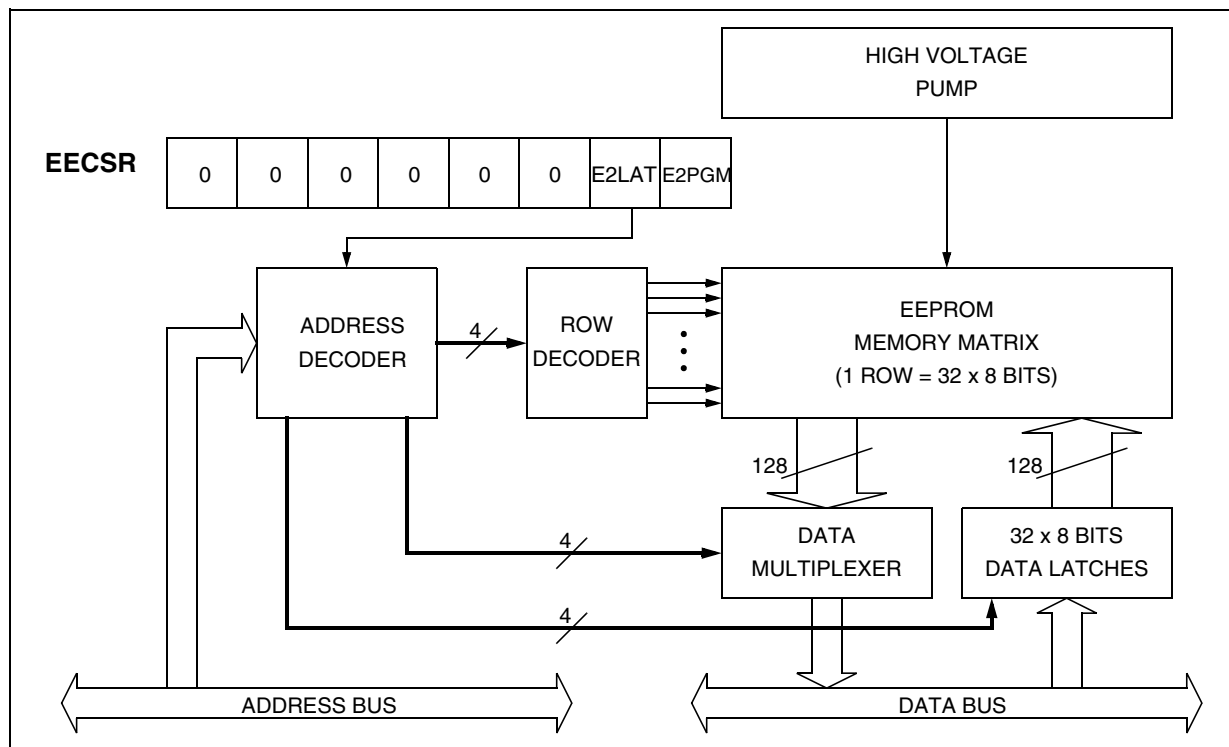 HIGH VOLTAGE
PUMP
EECSR
0 0 0 0 0 0 E2LAT E2PGM
ADDRESS
DECODER
4
ROW
DECODER
EEPROM
MEMORY MATRIX
(1 ROW = 32 x 8 BITS)
128
128
4
DATA
MULTIPLEXER
32 x 8 BITS
DATA LATCHES
4
ADDRESS BUS
DATA BUS